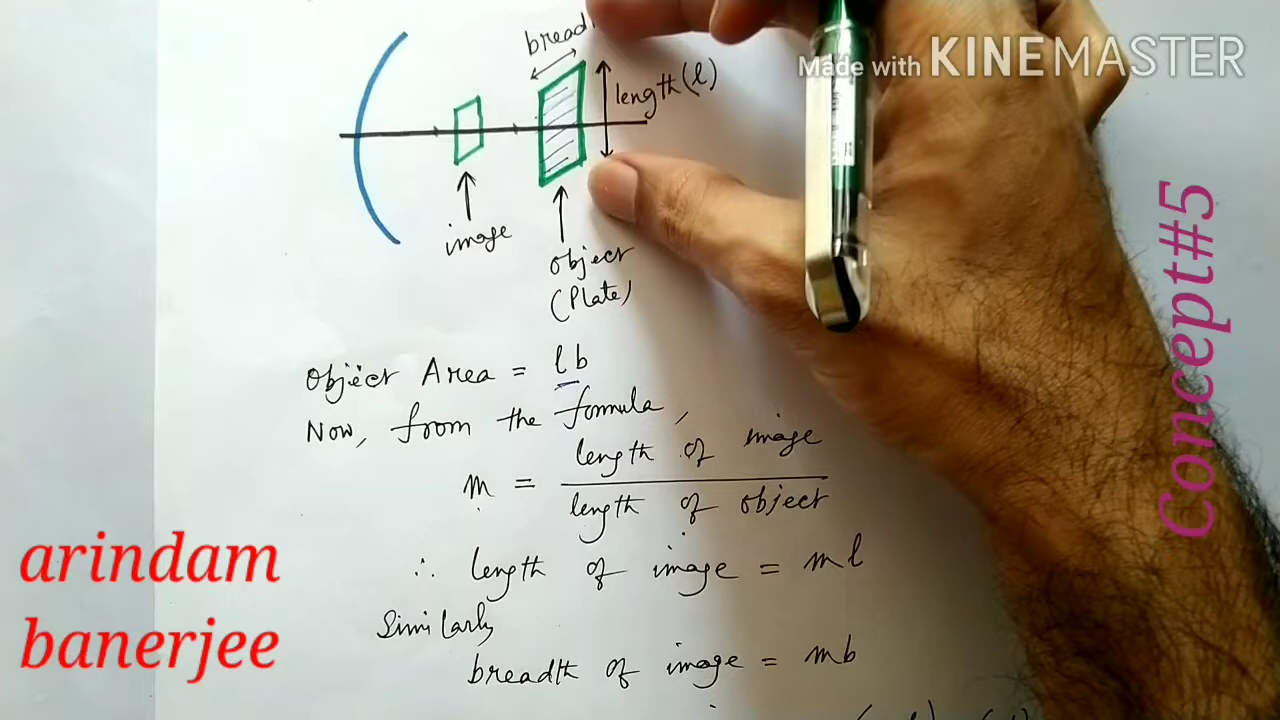 Made with KINEMASTER
length (l)
image
object
(Plate)
Concept#5
Object Area = lb
Now, from the formula,
m = length of image
length of object
∴ length of image = ml
Similarly
breadth of image = mb
arindam
banerjee